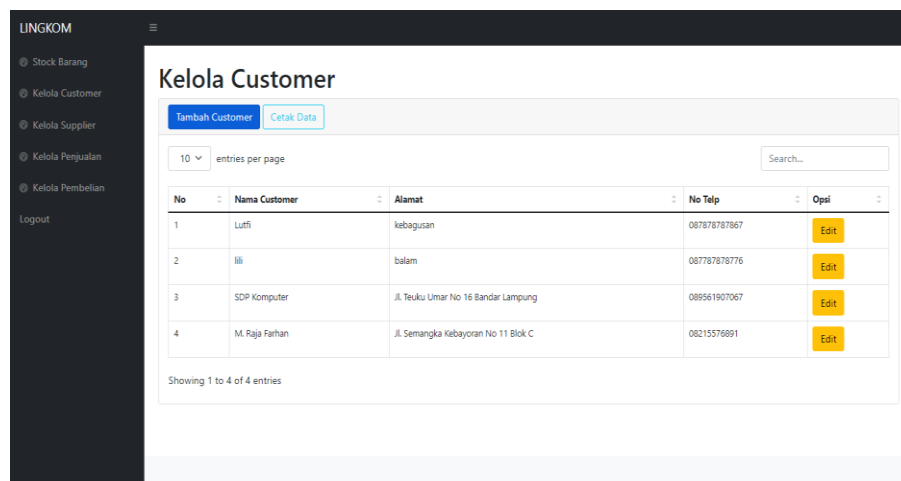 LINGKOM
Stock Barang
Kelola Customer
Kelola Supplier
Kelola Penjualan
Kelola Pembelian
Logout
Kelola Customer
Tambah Customer Cetak Data
10 entries per page Search...
No Nama Customer Alamat No Telp Opsi
1 Lutfi kebagusan 087878787867 Edit
2 lili balam 087787878776 Edit
3 SDP Komputer Jl. Teuku Umar No 16 Bandar Lampung 089561907067 Edit
4 M. Raja Farhan Jl. Semangka Kebayoran No 11 Blok C 08215576891 Edit
Showing 1 to 4 of 4 entries